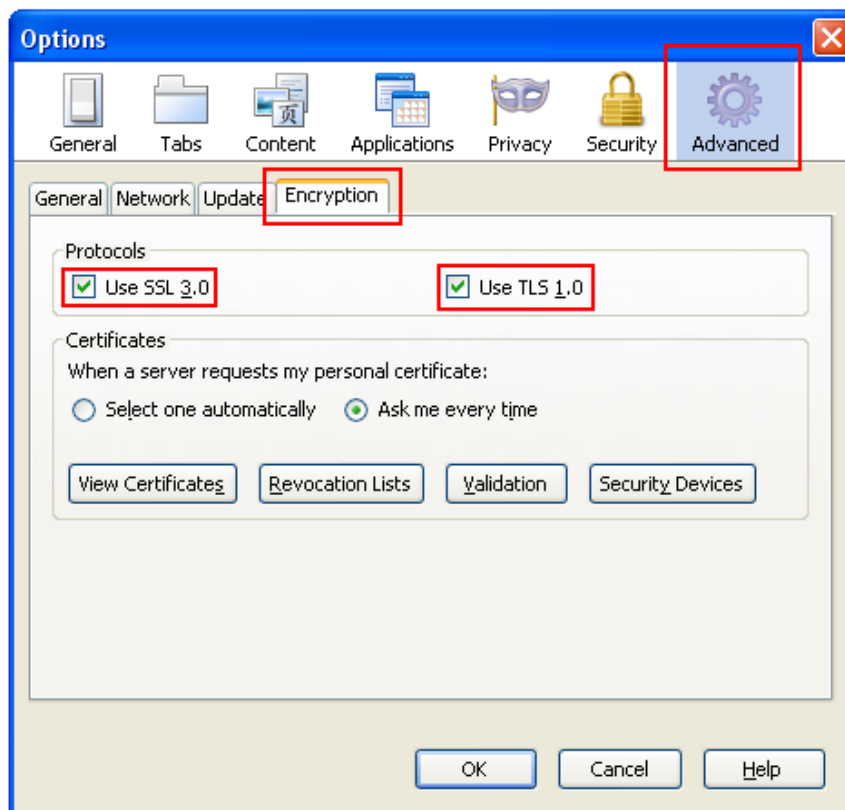 Options
General Tabs Content Applications Privacy Security Advanced
General Network Update Encryption
Protocols
Use SSL 3.0 Use TLS 1.0
Certificates
When a server requests my personal certificate:
Select one automatically Ask me every time
View Certificates Revocation Lists Validation Security Devices
OK Cancel Help